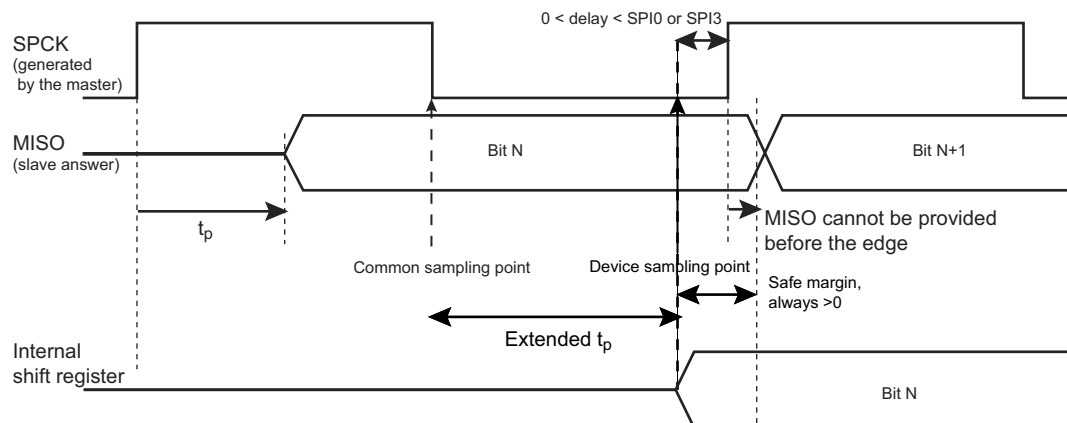 0 < delay < SPI0 or SPI3
SPCK
(generated
by the master)
MISO
(slave answer)
Bit N
Bit N+1
tp
MISO cannot be provided
before the edge
Common sampling point
Device sampling point
Safe margin,
always >0
Extended tp
Internal
shift register
Bit N